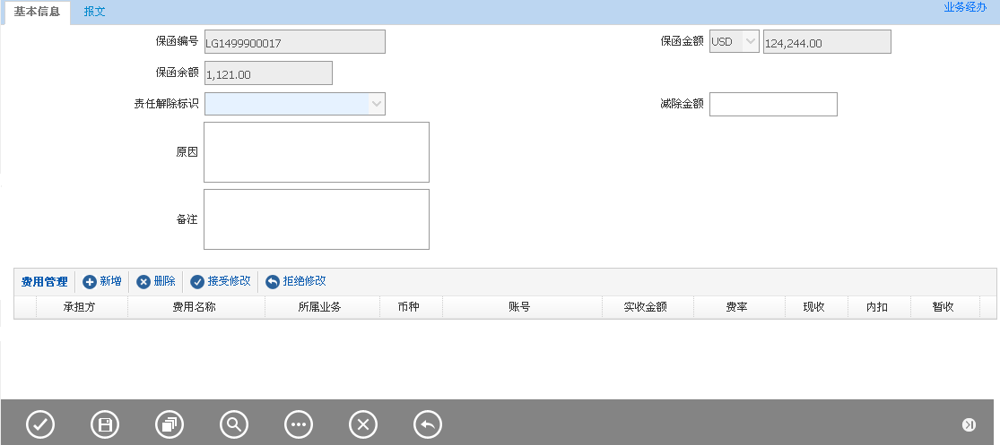 基本信息 报文 业务经办
保函编号 LG1499900017 保函金额 USD 124,244.00
保函余额 1,121.00
责任解除标识 减除金额
原因
备注
费用管理 新增 删除 接受修改 拒绝修改
承担方 费用名称 所属业务 币种 账号 实收金额 费率 现收 内扣 暂收